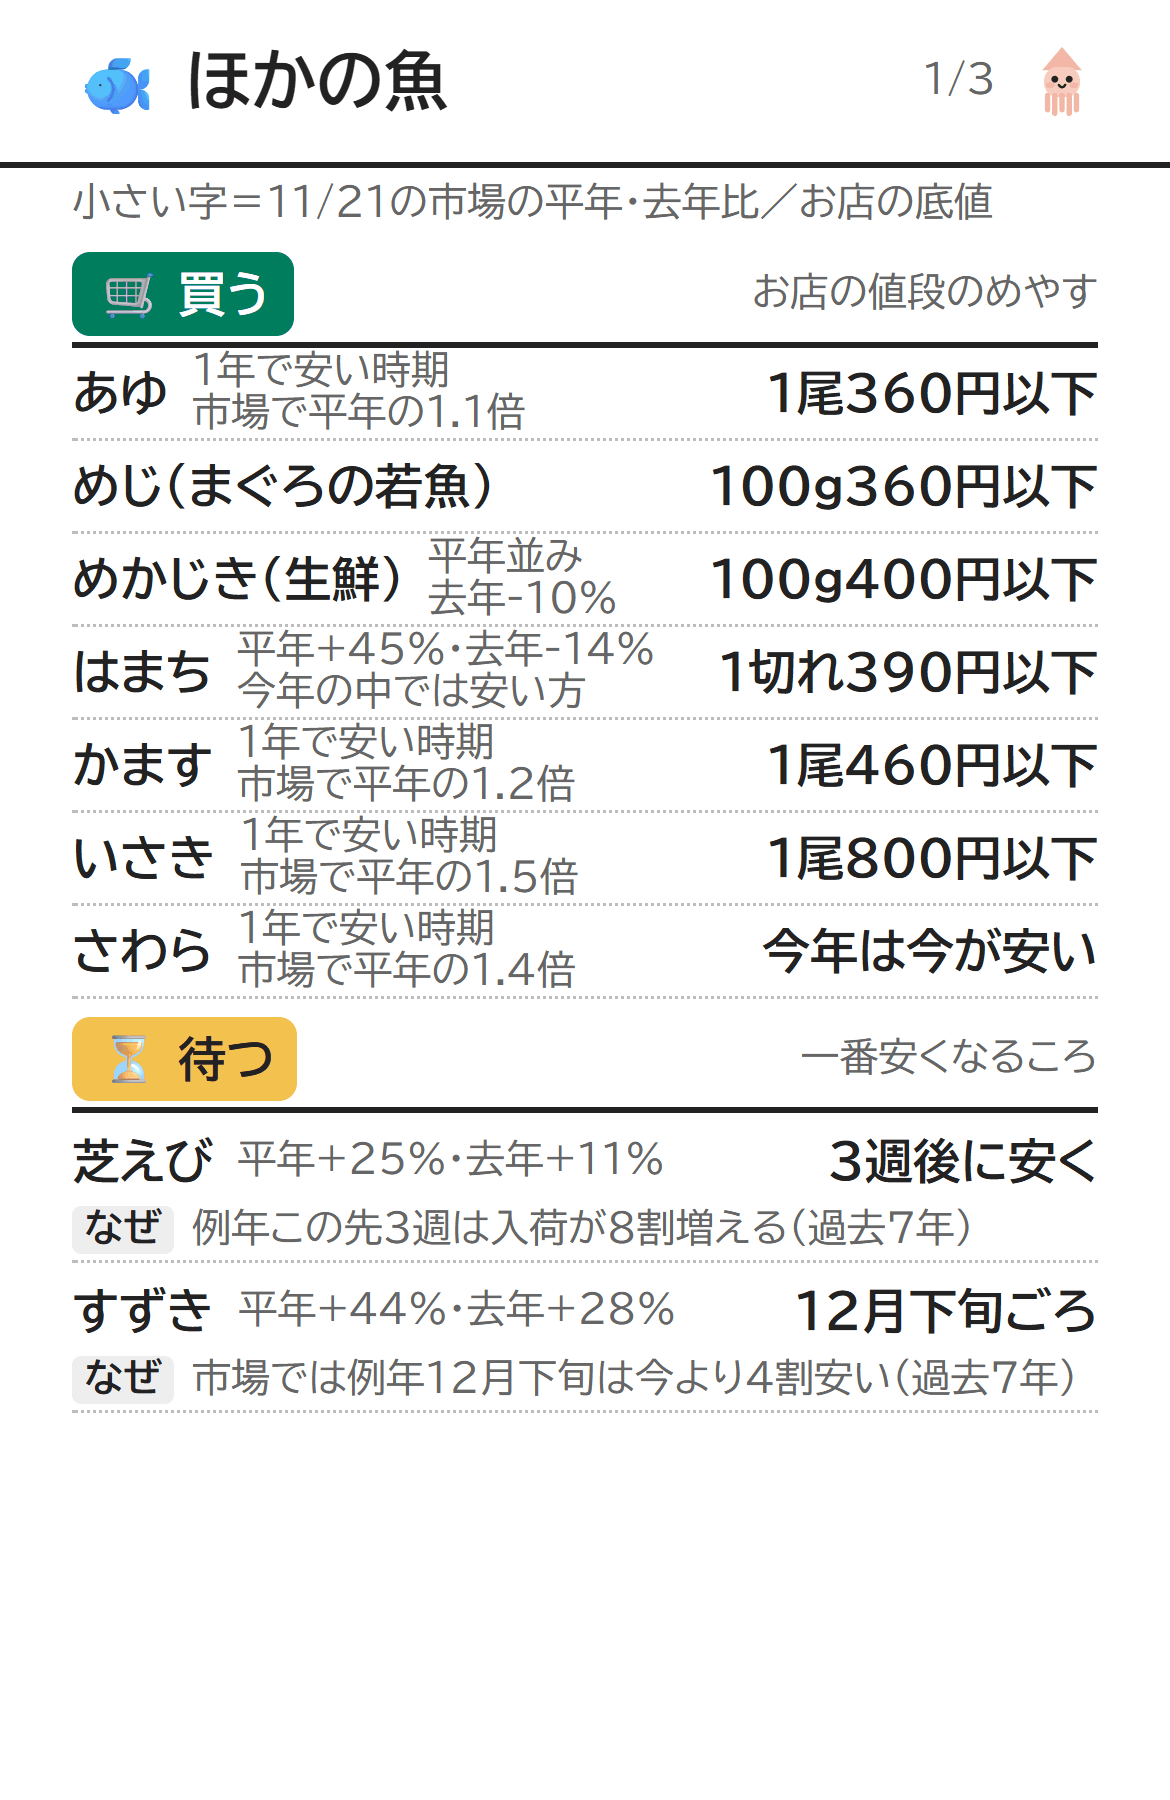 ほかの魚
1/3
小さい字＝11/21の市場の平年・去年比／お店の底値
買う
お店の値段のめやす
あゆ
1年で安い時期
市場で平年の1.1倍
1尾360円以下
めじ（まぐろの若魚）
100g360円以下
めかじき（生鮮）
平年並み
去年-10%
100g400円以下
はまち
平年+45%・去年-14%
今年の中では安い方
1切れ390円以下
かます
1年で安い時期
市場で平年の1.2倍
1尾460円以下
いさき
1年で安い時期
市場で平年の1.5倍
1尾800円以下
さわら
1年で安い時期
市場で平年の1.4倍
今年は今が安い
待つ
一番安くなるころ
芝えび
平年+25%・去年+11%
3週後に安く
なぜ
例年この先3週は入荷が8割増える（過去7年）
すずき
平年+44%・去年+28%
12月下旬ごろ
なぜ
市場では例年12月下旬は今より4割安い（過去7年）